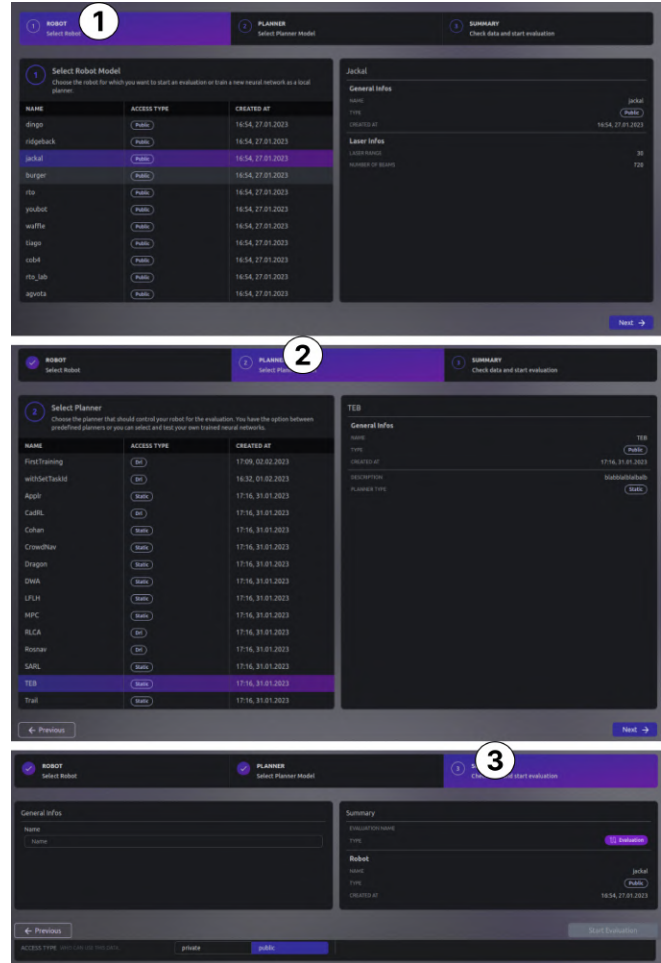 1 ROBOT Select Robot
1
2 PLANNER Select Planner Model
3 SUMMARY Check data and start evaluation
1 Select Robot Model
Choose the robot for which you want to start an evaluation or train a new neural network as a local
planner.
NAME ACCESS TYPE CREATED AT
dingo Public 16:54, 27.01.2023
ridgeback Public 16:54, 27.01.2023
jackal Public 16:54, 27.01.2023
burger Public 16:54, 27.01.2023
rto Public 16:54, 27.01.2023
youbot Public 16:54, 27.01.2023
waffle Public 16:54, 27.01.2023
tiago Public 16:54, 27.01.2023
cob4 Public 16:54, 27.01.2023
rto_lab Public 16:54, 27.01.2023
agvota Public 16:54, 27.01.2023
Jackal
General Infos
NAME jackal
TYPE Public
CREATED AT 16:54, 27.01.2023
Laser Infos
LASER RANGE 30
NUMBER OF BEAMS 720
Next →
ROBOT Select Robot
2 PLANNE Select
2
3 SUMMARY Check data and start evaluation
2 Select Planner
Choose the planner that should control your robot for the evaluation. You have the option between
predefined planners or you can select and test your own trained neural networks.
NAME ACCESS TYPE CREATED AT
FirstTraining Drl 17:09, 02.02.2023
withSetTaskId Drl 16:32, 01.02.2023
Applr Static 17:16, 31.01.2023
CadRL Drl 17:16, 31.01.2023
Cohan Static 17:16, 31.01.2023
CrowdNav Static 17:16, 31.01.2023
Dragon Static 17:16, 31.01.2023
DWA Static 17:16, 31.01.2023
LFLH Static 17:16, 31.01.2023
MPC Static 17:16, 31.01.2023
RLCA Drl 17:16, 31.01.2023
Rosnav Drl 17:16, 31.01.2023
SARL Static 17:16, 31.01.2023
TEB Static 17:16, 31.01.2023
Trail Static 17:16, 31.01.2023
TEB
General Infos
NAME TEB
TYPE Public
CREATED AT 17:16, 31.01.2023
DESCRIPTION
PLANNER TYPE Static
← Previous
Next →
ROBOT Select Robot
PLANNER Select Planner Model
3 S
3
and start evaluation
General Infos
Name
Name
Summary
EVALUATION NAME
TYPE Evaluation
Robot
NAME jackal
TYPE Public
CREATED AT 16:54, 27.01.2023
← Previous
Start Evaluation
ACCESS TYPE WHO CAN USE THIS DATA private public